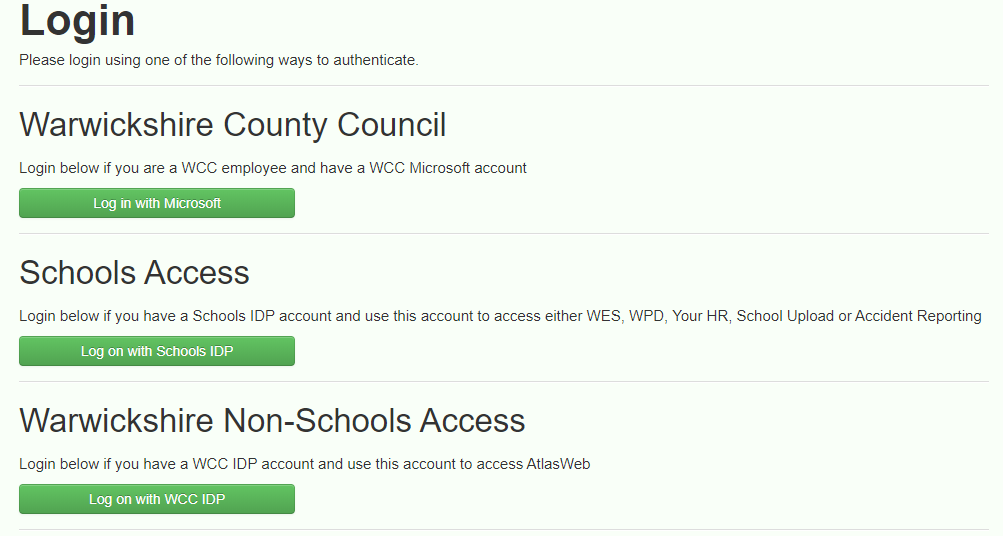 Login
Please login using one of the following ways to authenticate.
Warwickshire County Council
Login below if you are a WCC employee and have a WCC Microsoft account
Log in with Microsoft
Schools Access
Login below if you have a Schools IDP account and use this account to access either WES, WPD, Your HR, School Upload or Accident Reporting
Log on with Schools IDP
Warwickshire Non-Schools Access
Login below if you have a WCC IDP account and use this account to access AtlasWeb
Log on with WCC IDP